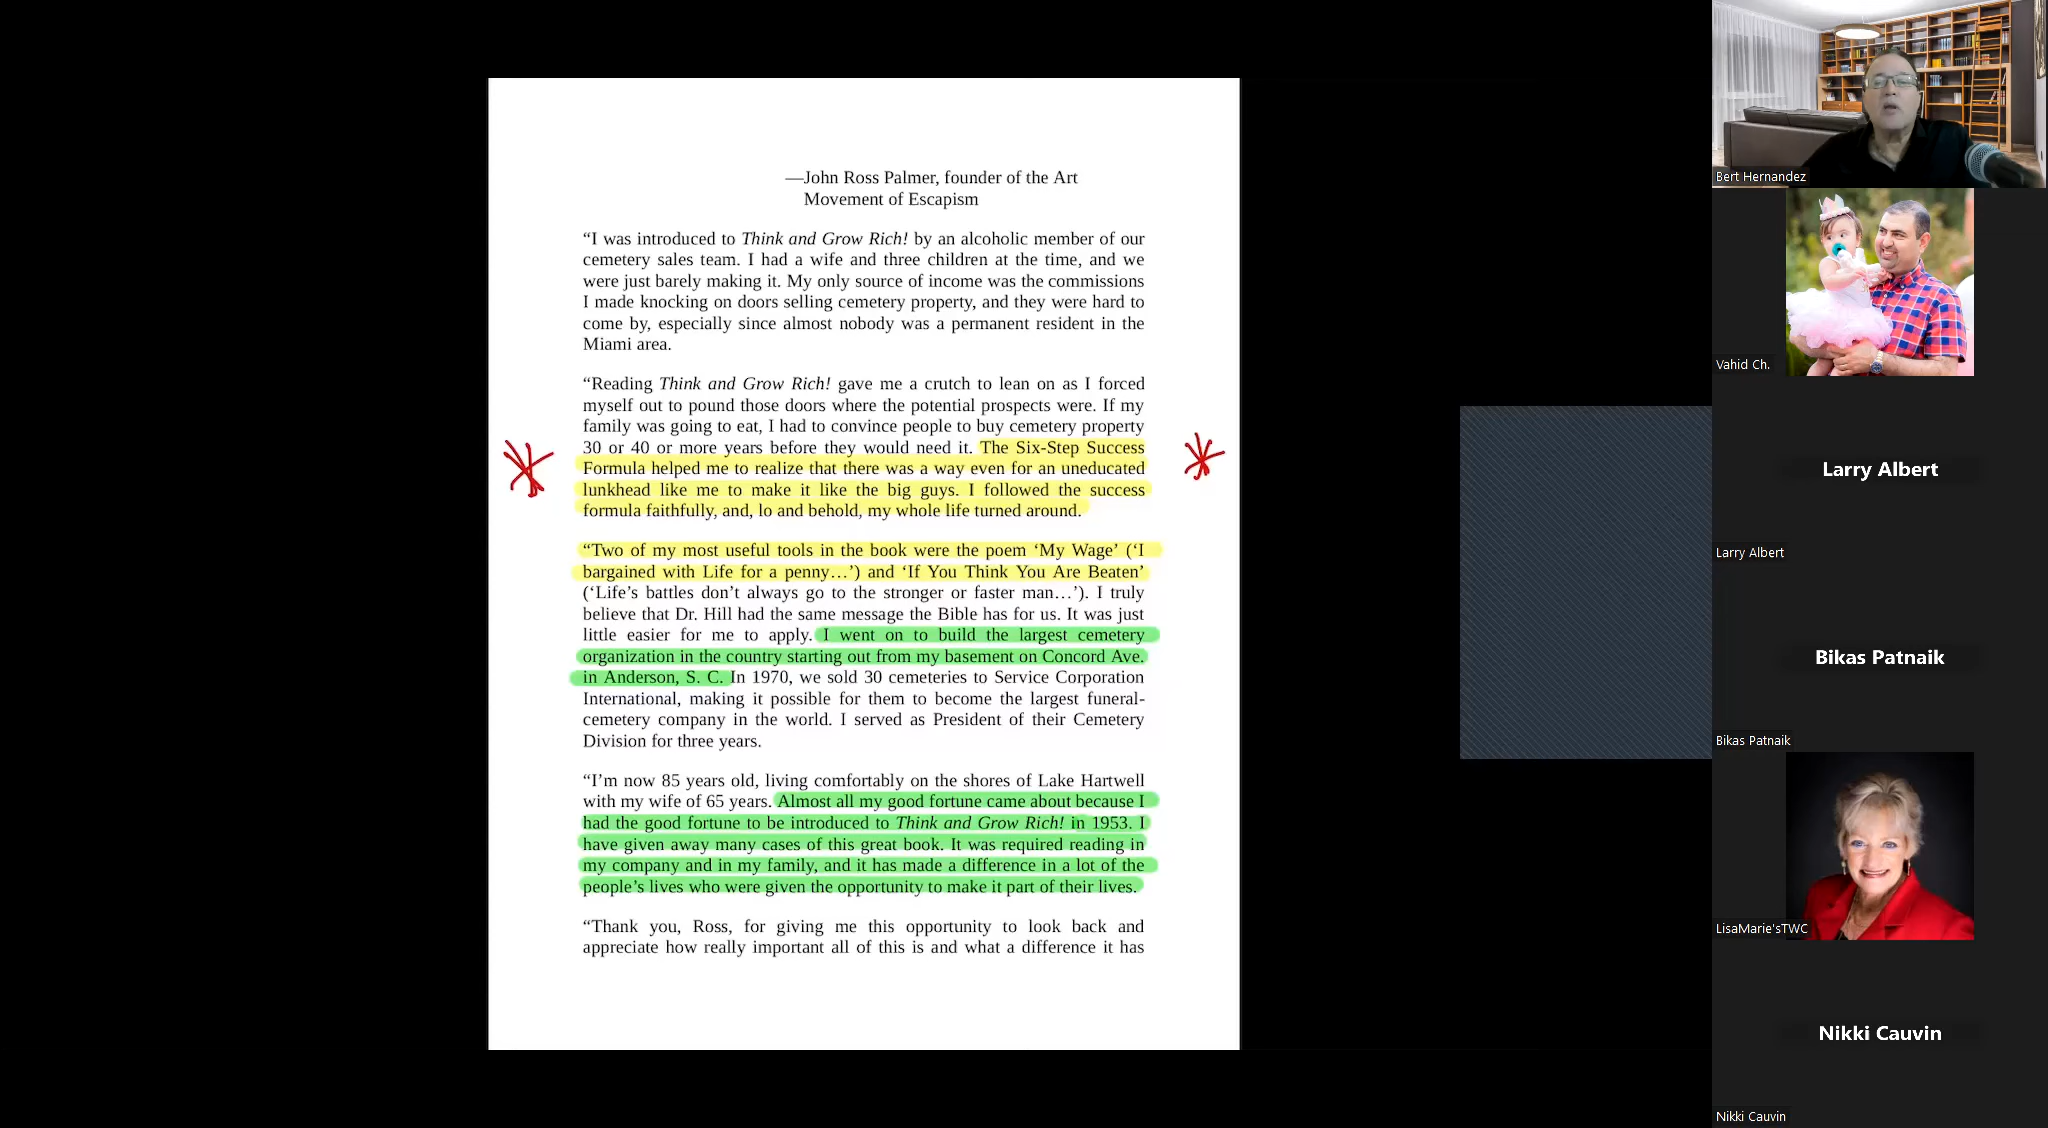 —John Ross Palmer, founder of the Art
Movement of Escapism
“I was introduced to Think and Grow Rich! by an alcoholic member of our
cemetery sales team. I had a wife and three children at the time, and we
were just barely making it. My only source of income was the commissions
I made knocking on doors selling cemetery property, and they were hard to
come by, especially since almost nobody was a permanent resident in the
Miami area.
“Reading Think and Grow Rich! gave me a crutch to lean on as I forced
myself out to pound those doors where the potential prospects were. If my
family was going to eat, I had to convince people to buy cemetery property
30 or 40 or more years before they would need it. The Six-Step Success
Formula helped me to realize that there was a way even for an uneducated
lunkhead like me to make it like the big guys. I followed the success
formula faithfully, and, lo and behold, my whole life turned around.
“Two of my most useful tools in the book were the poem ‘My Wage’ (‘I
bargained with Life for a penny…’) and ‘If You Think You Are Beaten’
(‘Life’s battles don’t always go to the stronger or faster man…’). I truly
believe that Dr. Hill had the same message the Bible has for us. It was just
little easier for me to apply. I went on to build the largest cemetery
organization in the country starting out from my basement on Concord Ave.
in Anderson, S. C. In 1970, we sold 30 cemeteries to Service Corporation
International, making it possible for them to become the largest funeral-
cemetery company in the world. I served as President of their Cemetery
Division for three years.
“I’m now 85 years old, living comfortably on the shores of Lake Hartwell
with my wife of 65 years. Almost all my good fortune came about because I
had the good fortune to be introduced to Think and Grow Rich! in 1953. I
have given away many cases of this great book. It was required reading in
my company and in my family, and it has made a difference in a lot of the
people’s lives who were given the opportunity to make it part of their lives.
“Thank you, Ross, for giving me this opportunity to look back and
appreciate how really important all of this is and what a difference it has
Bert Hernandez
Vahid Ch.
Larry Albert
Larry Albert
Bikas Patnaik
Bikas Patnaik
LisaMarie'sTWC
Nikki Cauvin
Nikki Cauvin